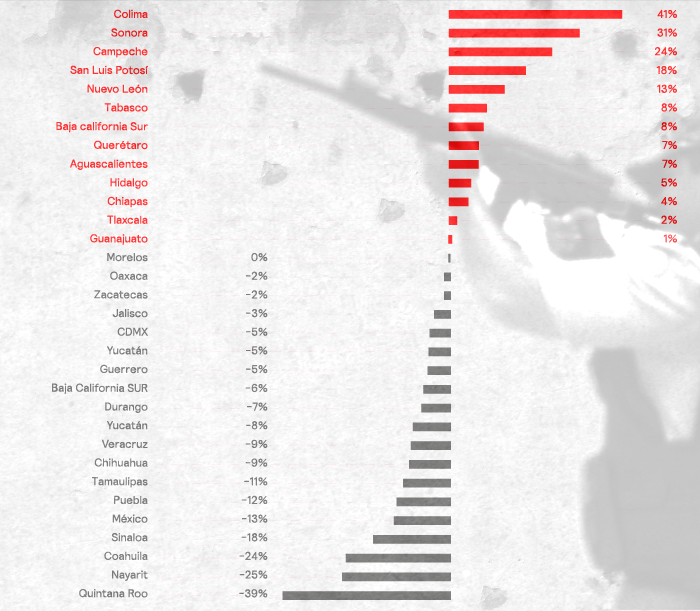 Colima 41%
Sonora 31%
Campeche 24%
San Luis Potosí 18%
Nuevo León 13%
Tabasco 8%
Baja california Sur 8%
Querétaro 7%
Aguascalientes 7%
Hidalgo 5%
Chiapas 4%
Tlaxcala 2%
Guanajuato 1%
Morelos 0%
Oaxaca -2%
Zacatecas -2%
Jalisco -3%
CDMX -5%
Yucatán -5%
Guerrero -5%
Baja California SUR -6%
Durango -7%
Yucatán -8%
Veracruz -9%
Chihuahua -9%
Tamaulipas -11%
Puebla -12%
México -13%
Sinaloa -18%
Coahuila -24%
Nayarit -25%
Quintana Roo -39%